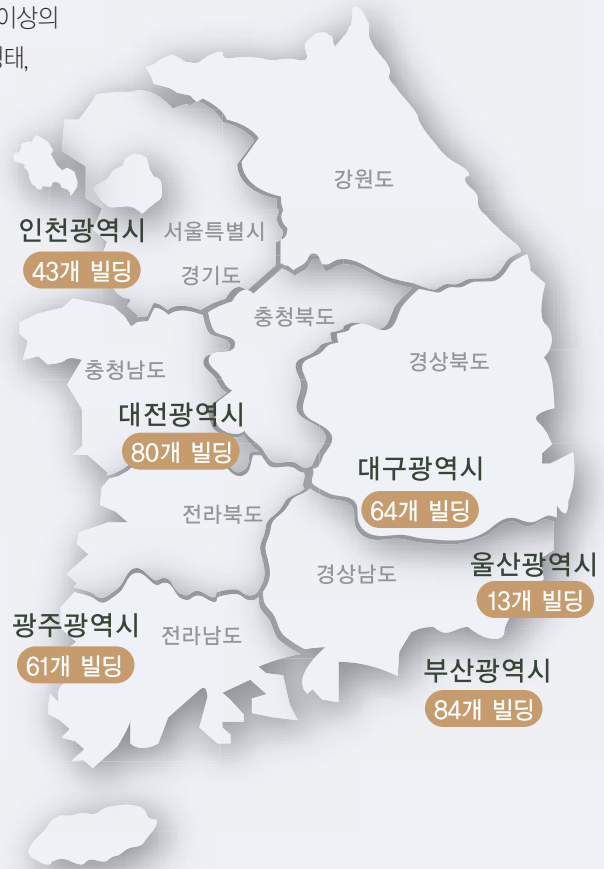 이상의
형태,
강원도
인천광역시
43개 빌딩
서울특별시
경기도
충청북도
경상북도
충청남도
대전광역시
80개 빌딩
대구광역시
64개 빌딩
전라북도
경상남도
울산광역시
13개 빌딩
광주광역시
61개 빌딩
전라남도
부산광역시
84개 빌딩